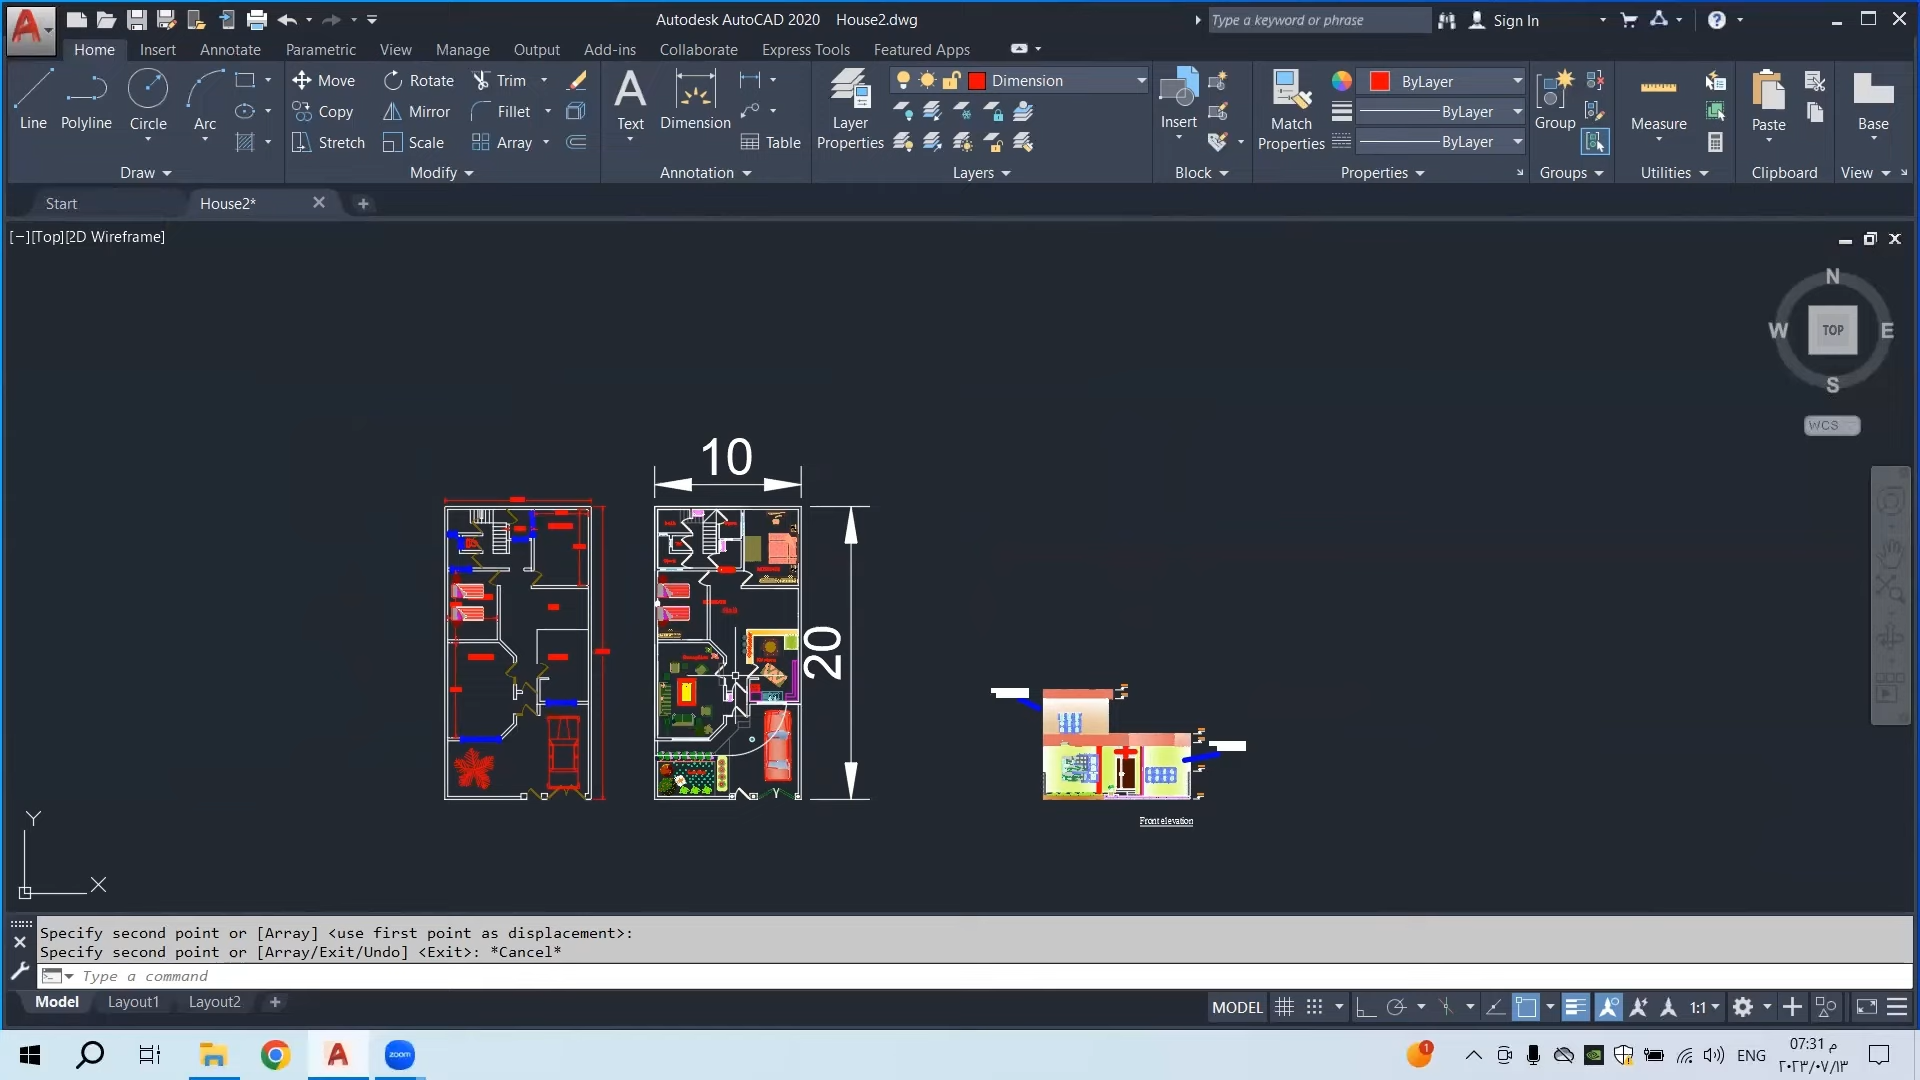 Autodesk AutoCAD 2020 House2.dwg
Type a keyword or phrase
Sign In
Home Insert Annotate Parametric View Manage Output Add-ins Collaborate Express Tools Featured Apps
Line
Polyline
Circle
Arc
Move
Rotate
Trim
Copy
Mirror
Fillet
Stretch
Scale
Array
Text
Dimension
Table
Layer
Properties
Dimension
Insert
Match
Properties
ByLayer
ByLayer
ByLayer
Group
Measure
Paste
Base
Draw
Modify
Annotation
Layers
Block
Properties
Groups
Utilities
Clipboard
View
Start
House2*
[−][Top][2D Wireframe]
N
W
TOP
E
S
WCS
10
20
Front elevation
Y
X
Specify second point or [Array] <use first point as displacement>:
Specify second point or [Array/Exit/Undo] <Exit>: *Cancel*
Type a command
Model Layout1 Layout2
MODEL
1:1
zoom
1
ENG
07:31 م
٢٠٢٣/٠٧/١٣